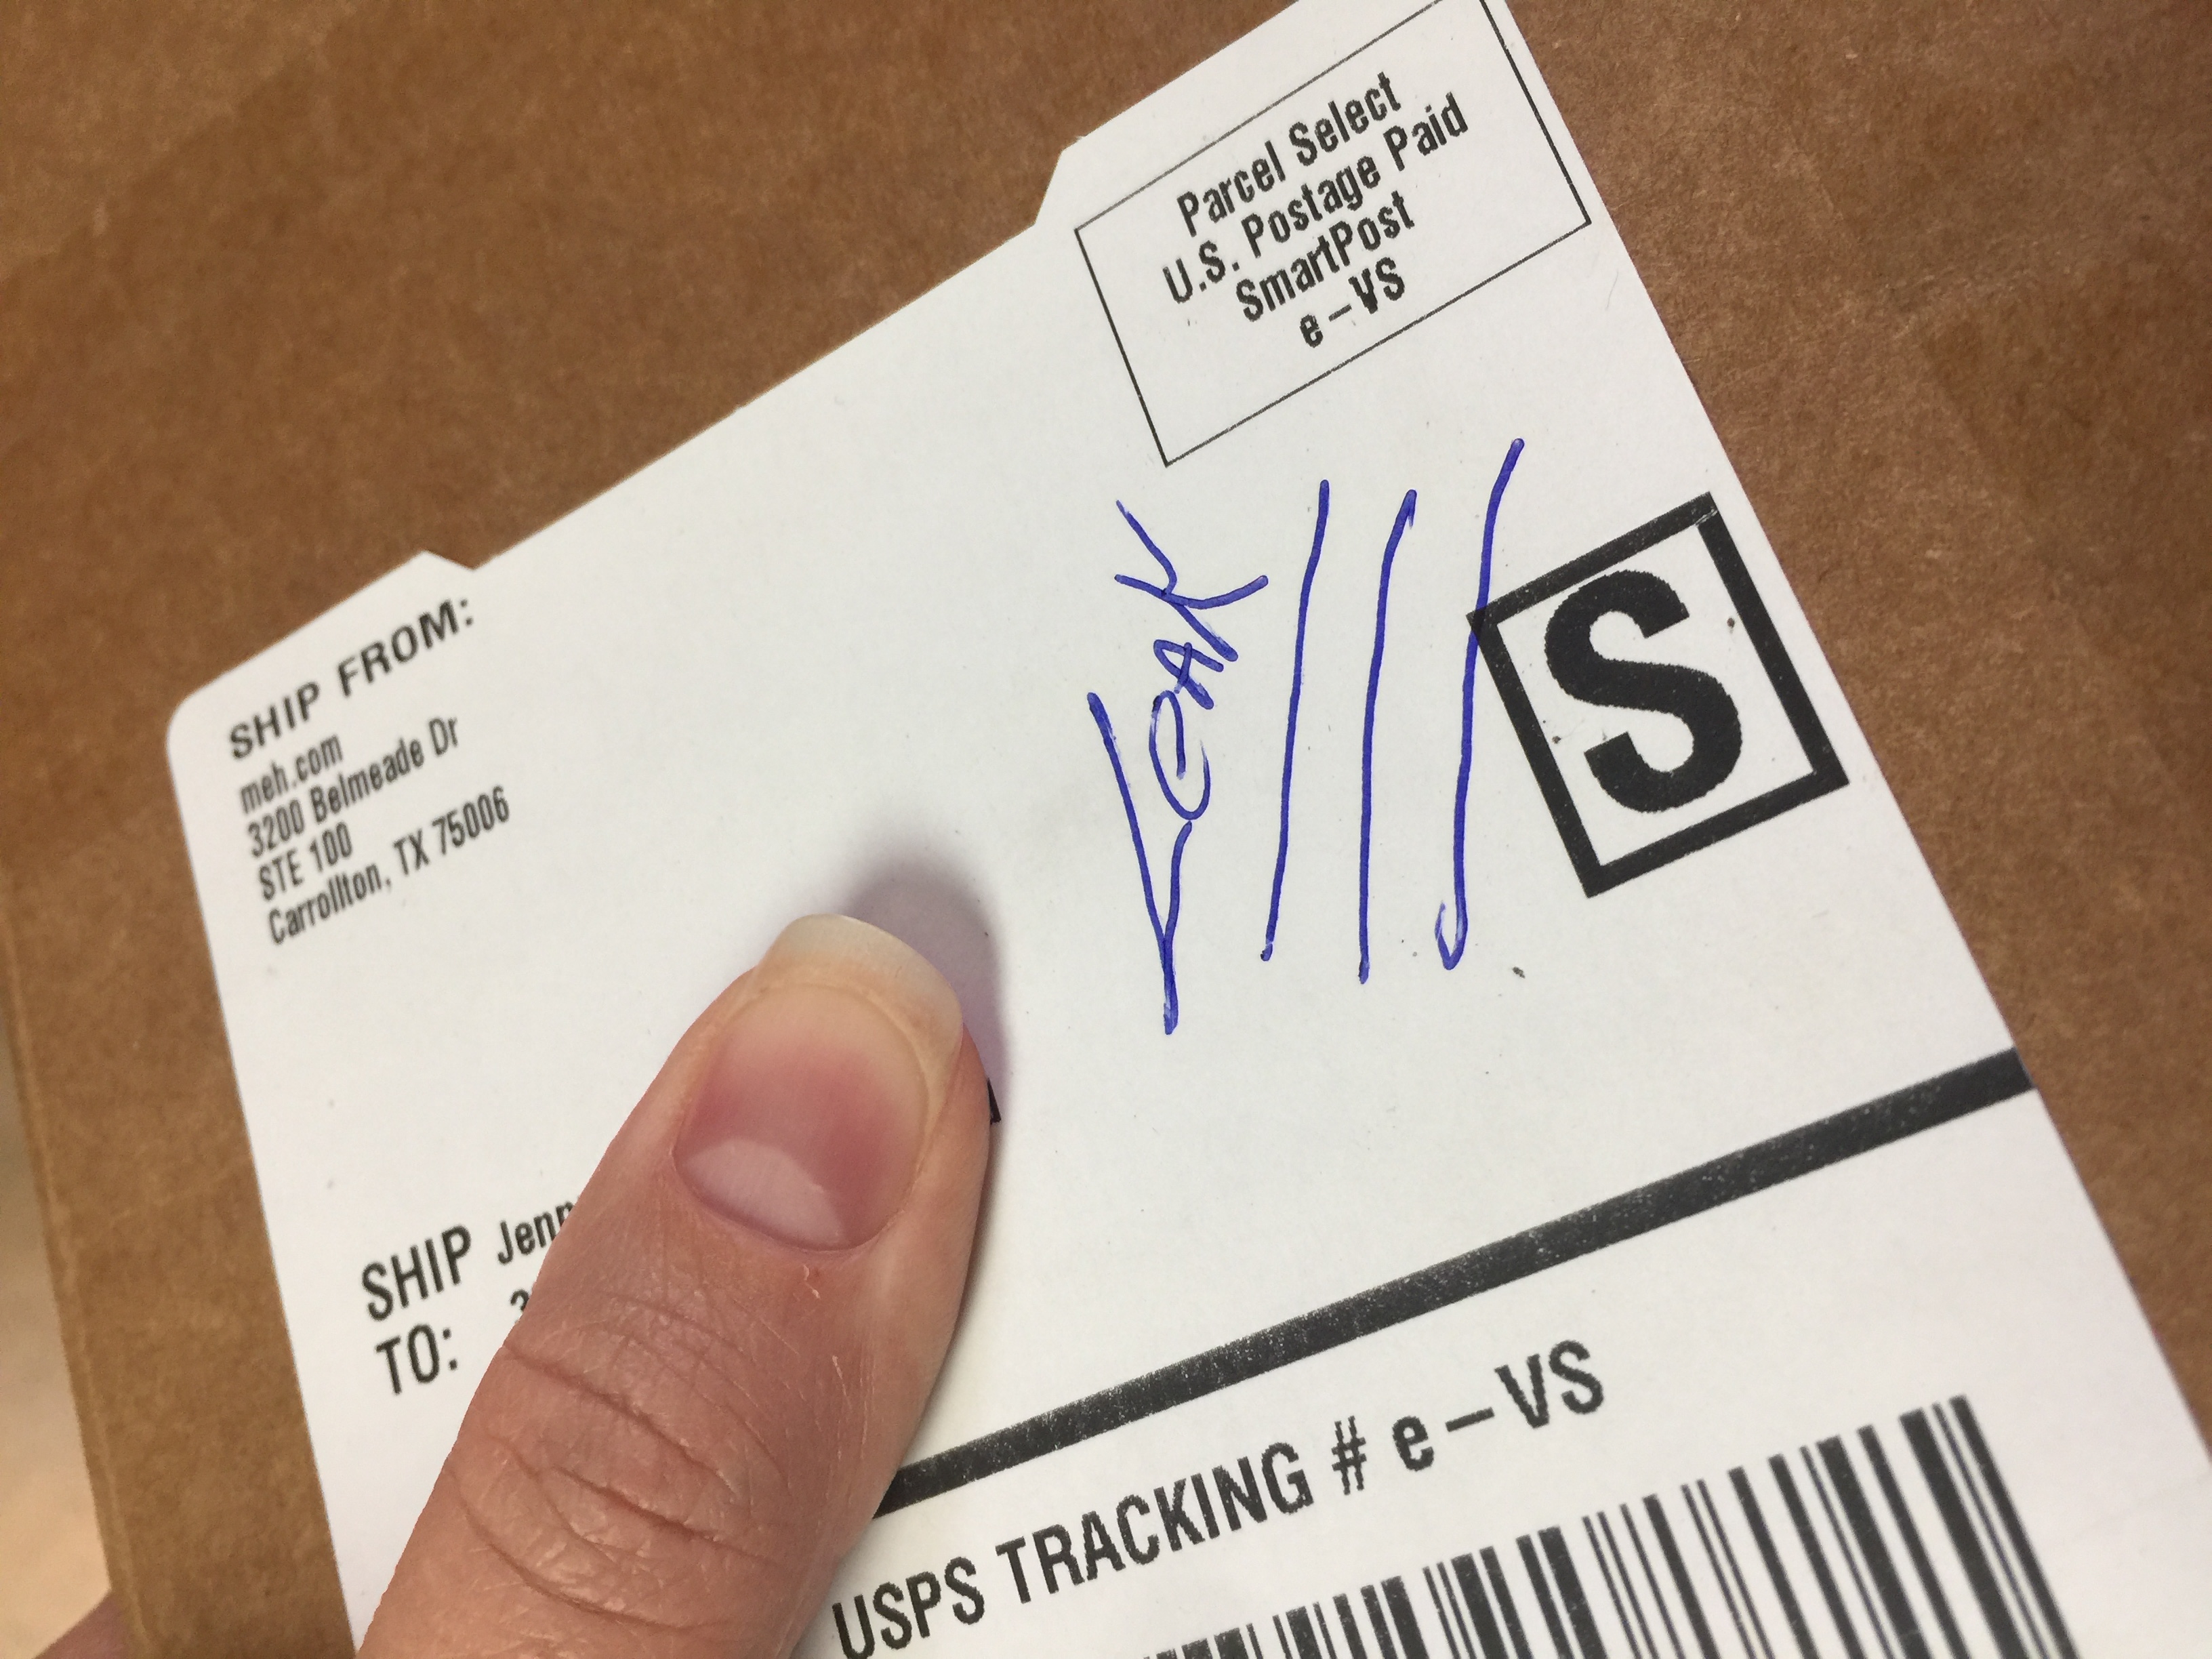 Parcel Select
U.S. Postage Paid
SmartPost
e-VS
SHIP FROM:
meh.com
3200 Belmeade Dr
STE 100
Carrollton, TX 75006
LeAK
S
SHIP
TO:
USPS TRACKING # e-VS